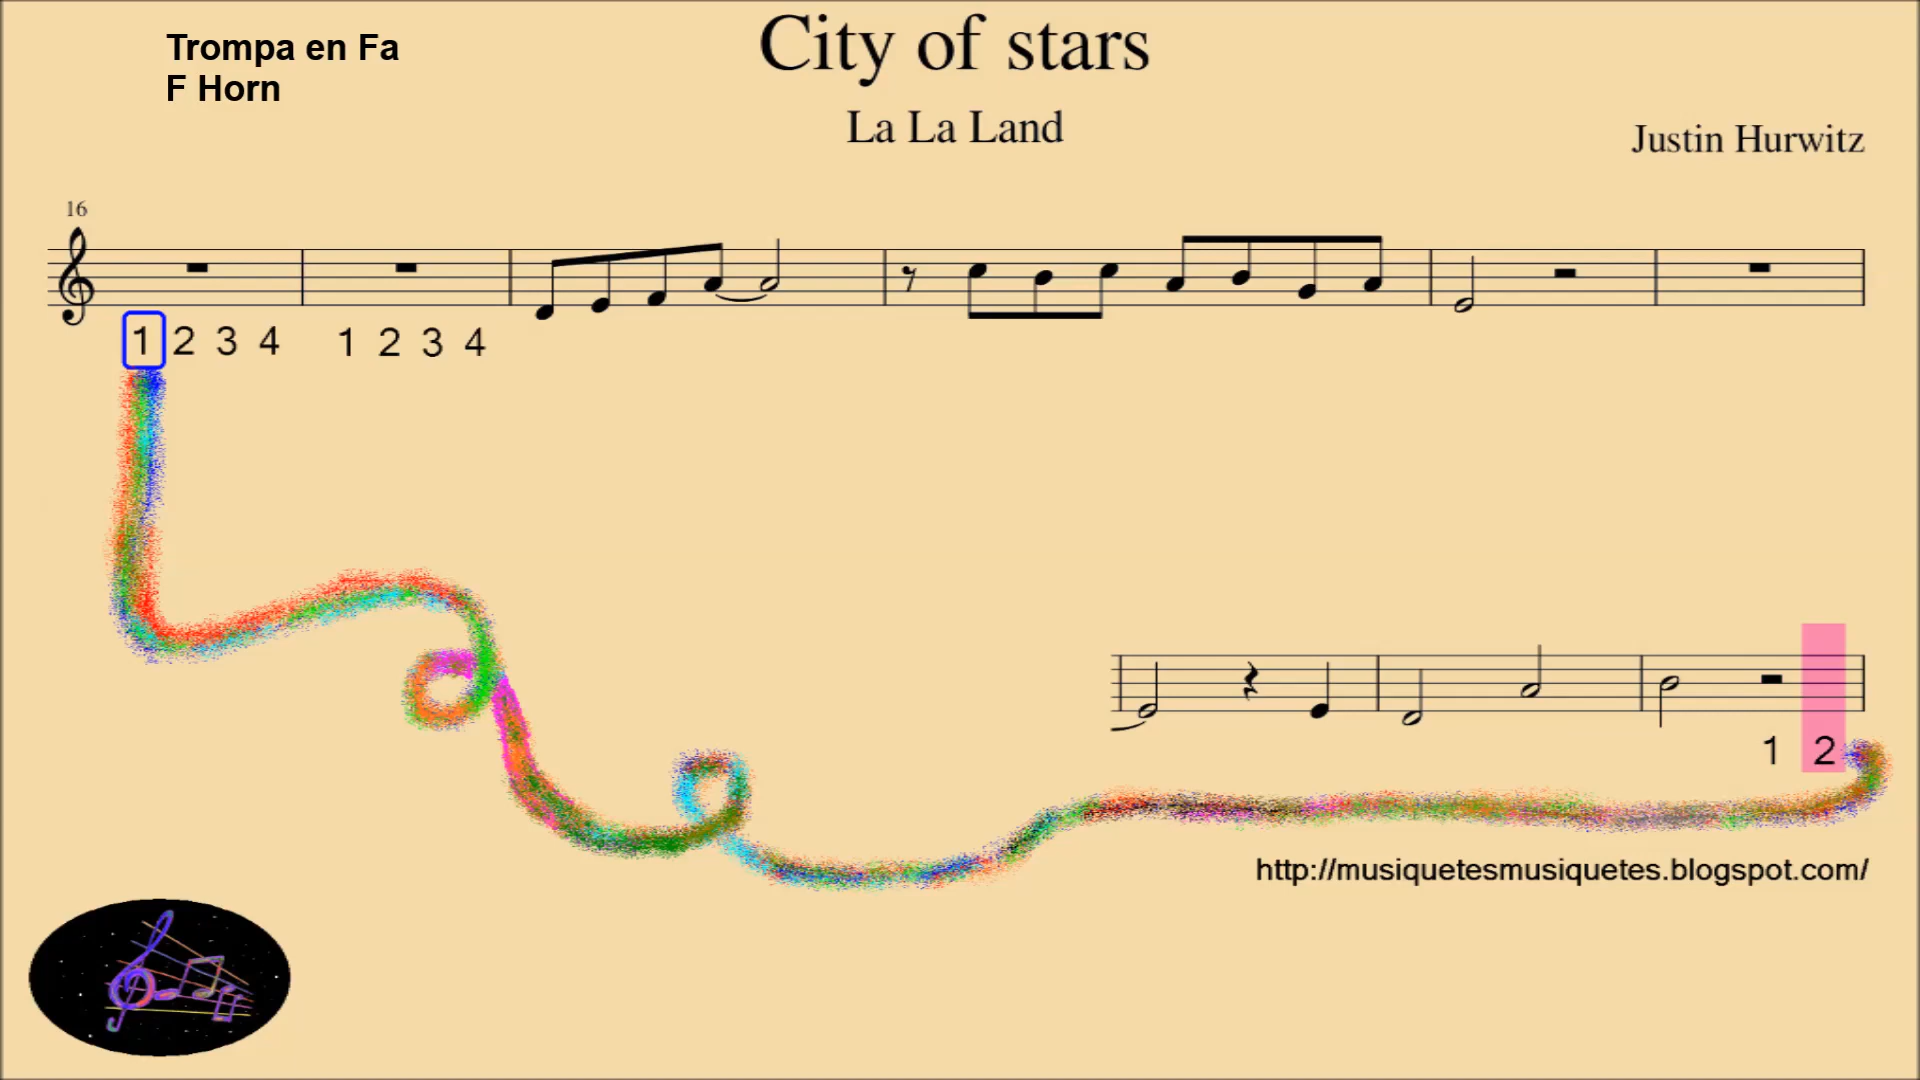 Trompa en Fa
F Horn
City of stars
La La Land
Justin Hurwitz
16
1 2 3 4 1 2 3 4
1 2
http://musiquetesmusiquetes.blogspot.com/